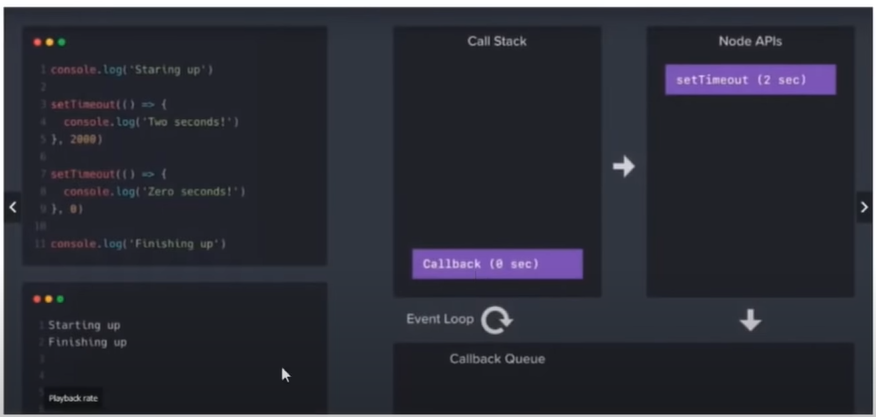 1 console.log('Staring up')
2
3 setTimeout(() => {
4 console.log('Two seconds!')
5 }, 2000)
6
7 setTimeout(() => {
8 console.log('Zero seconds!')
9 }, 0)
10
11 console.log('Finishing up')
1 Starting up
2 Finishing up
3
4
5
Playback rate
Call Stack
Callback (0 sec)
Node APIs
setTimeout (2 sec)
Event Loop
Callback Queue